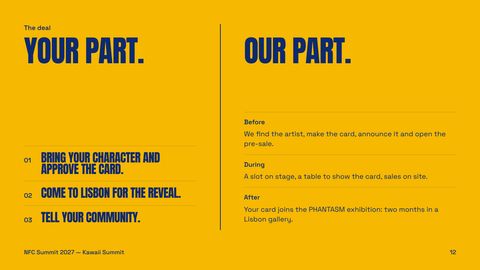 The deal
YOUR PART.
01 BRING YOUR CHARACTER AND
APPROVE THE CARD.
02 COME TO LISBON FOR THE REVEAL.
03 TELL YOUR COMMUNITY.
OUR PART.
Before
We find the artist, make the card, announce it and open the
pre-sale.
During
A slot on stage, a table to show the card, sales on site.
After
Your card joins the PHANTASM exhibition: two months in a
Lisbon gallery.
NFC Summit 2027 — Kawaii Summit
12